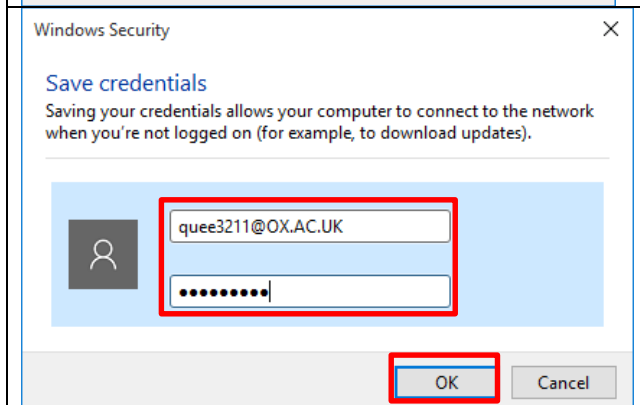 Windows Security
Save credentials
Saving your credentials allows your computer to connect to the network
when you're not logged on (for example, to download updates).
quee3211@OX.AC.UK
●●●●●●●●●
OK
Cancel